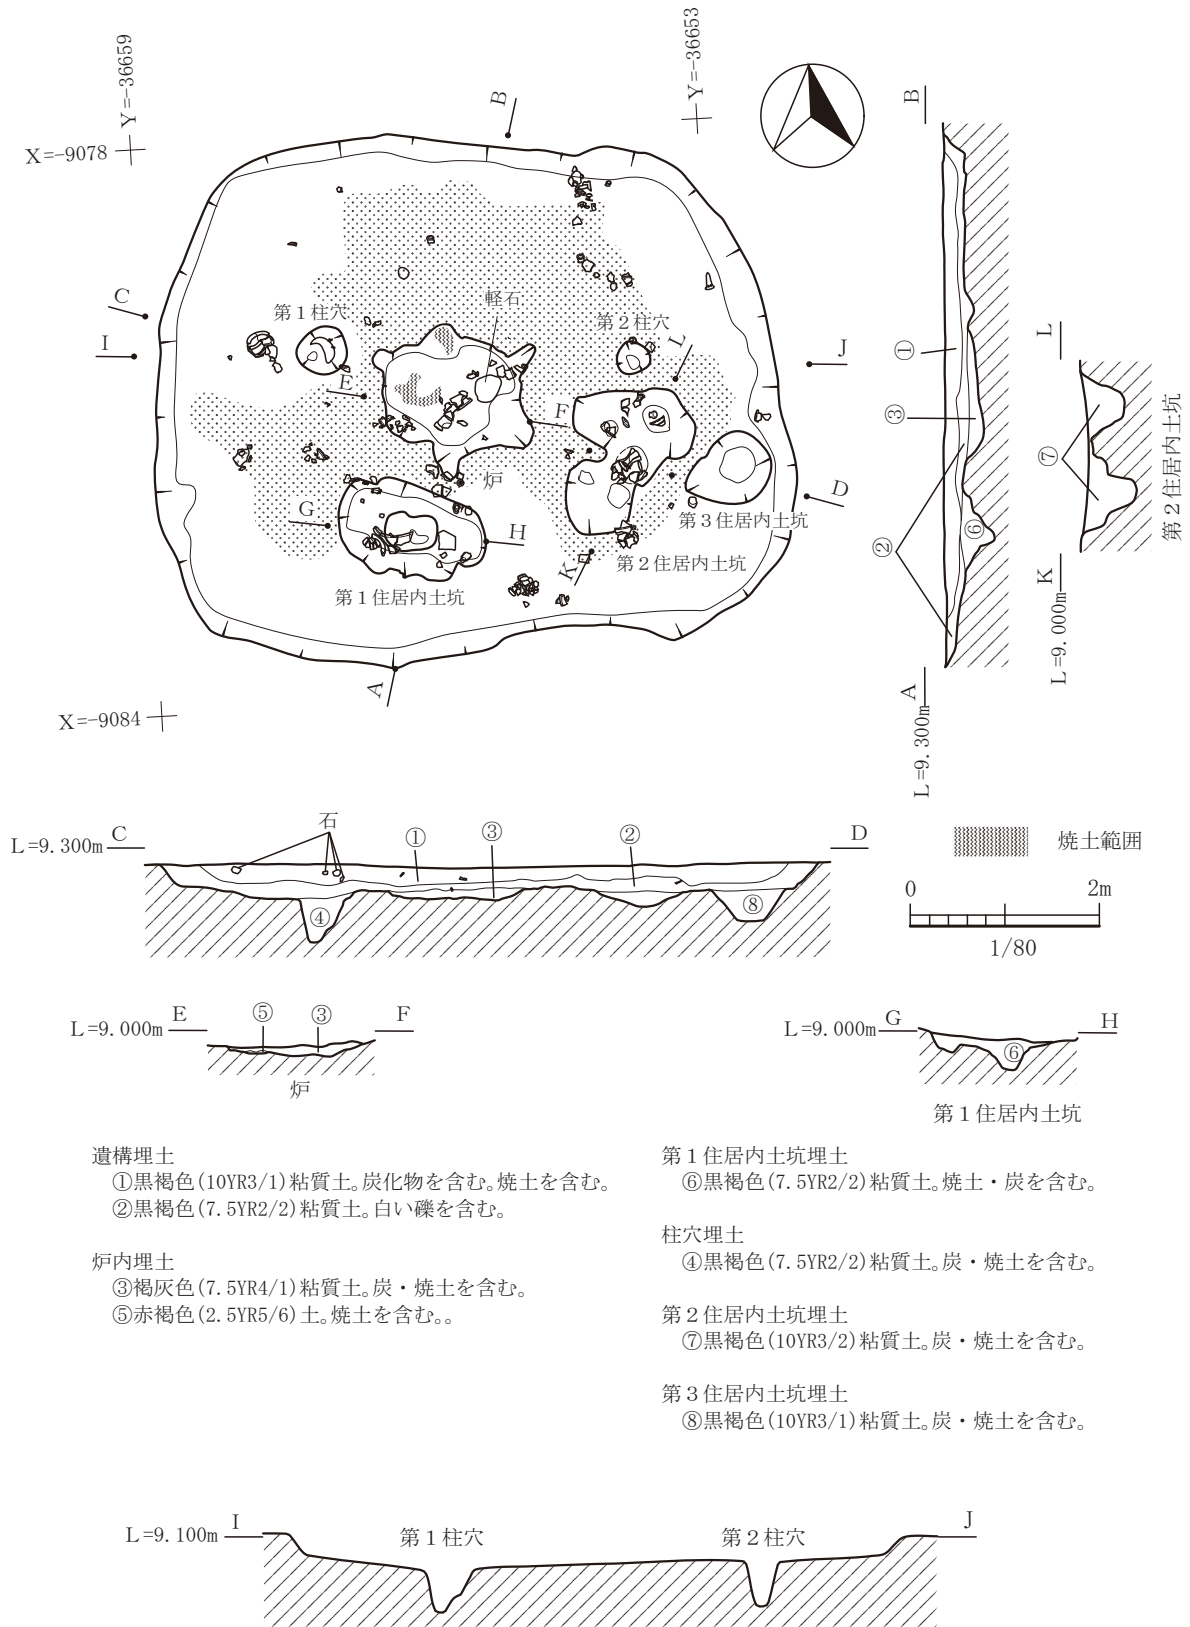 Y=-36659
Y=-36653
X=-9078
B
C
I
第1柱穴
軽石
第2柱穴
L
J
E
F
炉
D
G
H
第3住居内土坑
K
第2住居内土坑
第1住居内土坑
A
X=-9084
B
①
③
②
⑥
A
L=9.300m
L
⑦
K
L=9.000m
第2住居内土坑
L=9.300m C
石
①
③
②
D
④
⑧
焼土範囲
0 2m
1/80
L=9.000m E
⑤
③
F
炉
L=9.000m G
H
⑥
第1住居内土坑
遺構埋土
①黒褐色(10YR3/1)粘質土。炭化物を含む。焼土を含む。
②黒褐色(7.5YR2/2)粘質土。白い礫を含む。
炉内埋土
③褐灰色(7.5YR4/1)粘質土。炭・焼土を含む。
⑤赤褐色(2.5YR5/6)土。焼土を含む。。
第1住居内土坑埋土
⑥黒褐色(7.5YR2/2)粘質土。焼土・炭を含む。
柱穴埋土
④黒褐色(7.5YR2/2)粘質土。炭・焼土を含む。
第2住居内土坑埋土
⑦黒褐色(10YR3/2)粘質土。炭・焼土を含む。
第3住居内土坑埋土
⑧黒褐色(10YR3/1)粘質土。炭・焼土を含む。
L=9.100m I
第1柱穴
第2柱穴
J